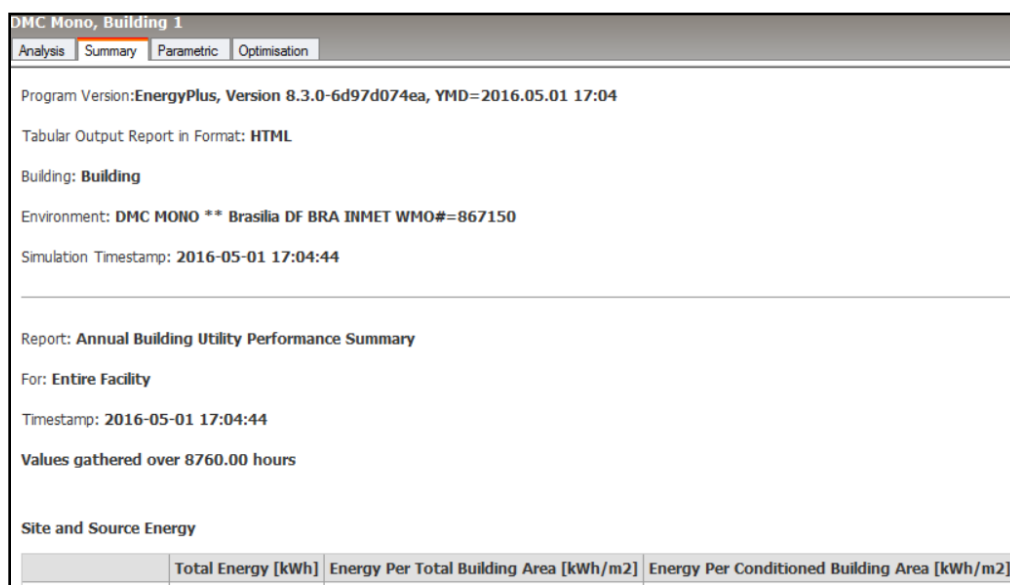 DMC Mono, Building 1
Analysis Summary Parametric Optimisation
Program Version:EnergyPlus, Version 8.3.0-6d97d074ea, YMD=2016.05.01 17:04
Tabular Output Report in Format: HTML
Building: Building
Environment: DMC MONO ** Brasilia DF BRA INMET WMO#=867150
Simulation Timestamp: 2016-05-01 17:04:44
Report: Annual Building Utility Performance Summary
For: Entire Facility
Timestamp: 2016-05-01 17:04:44
Values gathered over 8760.00 hours
Site and Source Energy
Total Energy [kWh] Energy Per Total Building Area [kWh/m2] Energy Per Conditioned Building Area [kWh/m2]